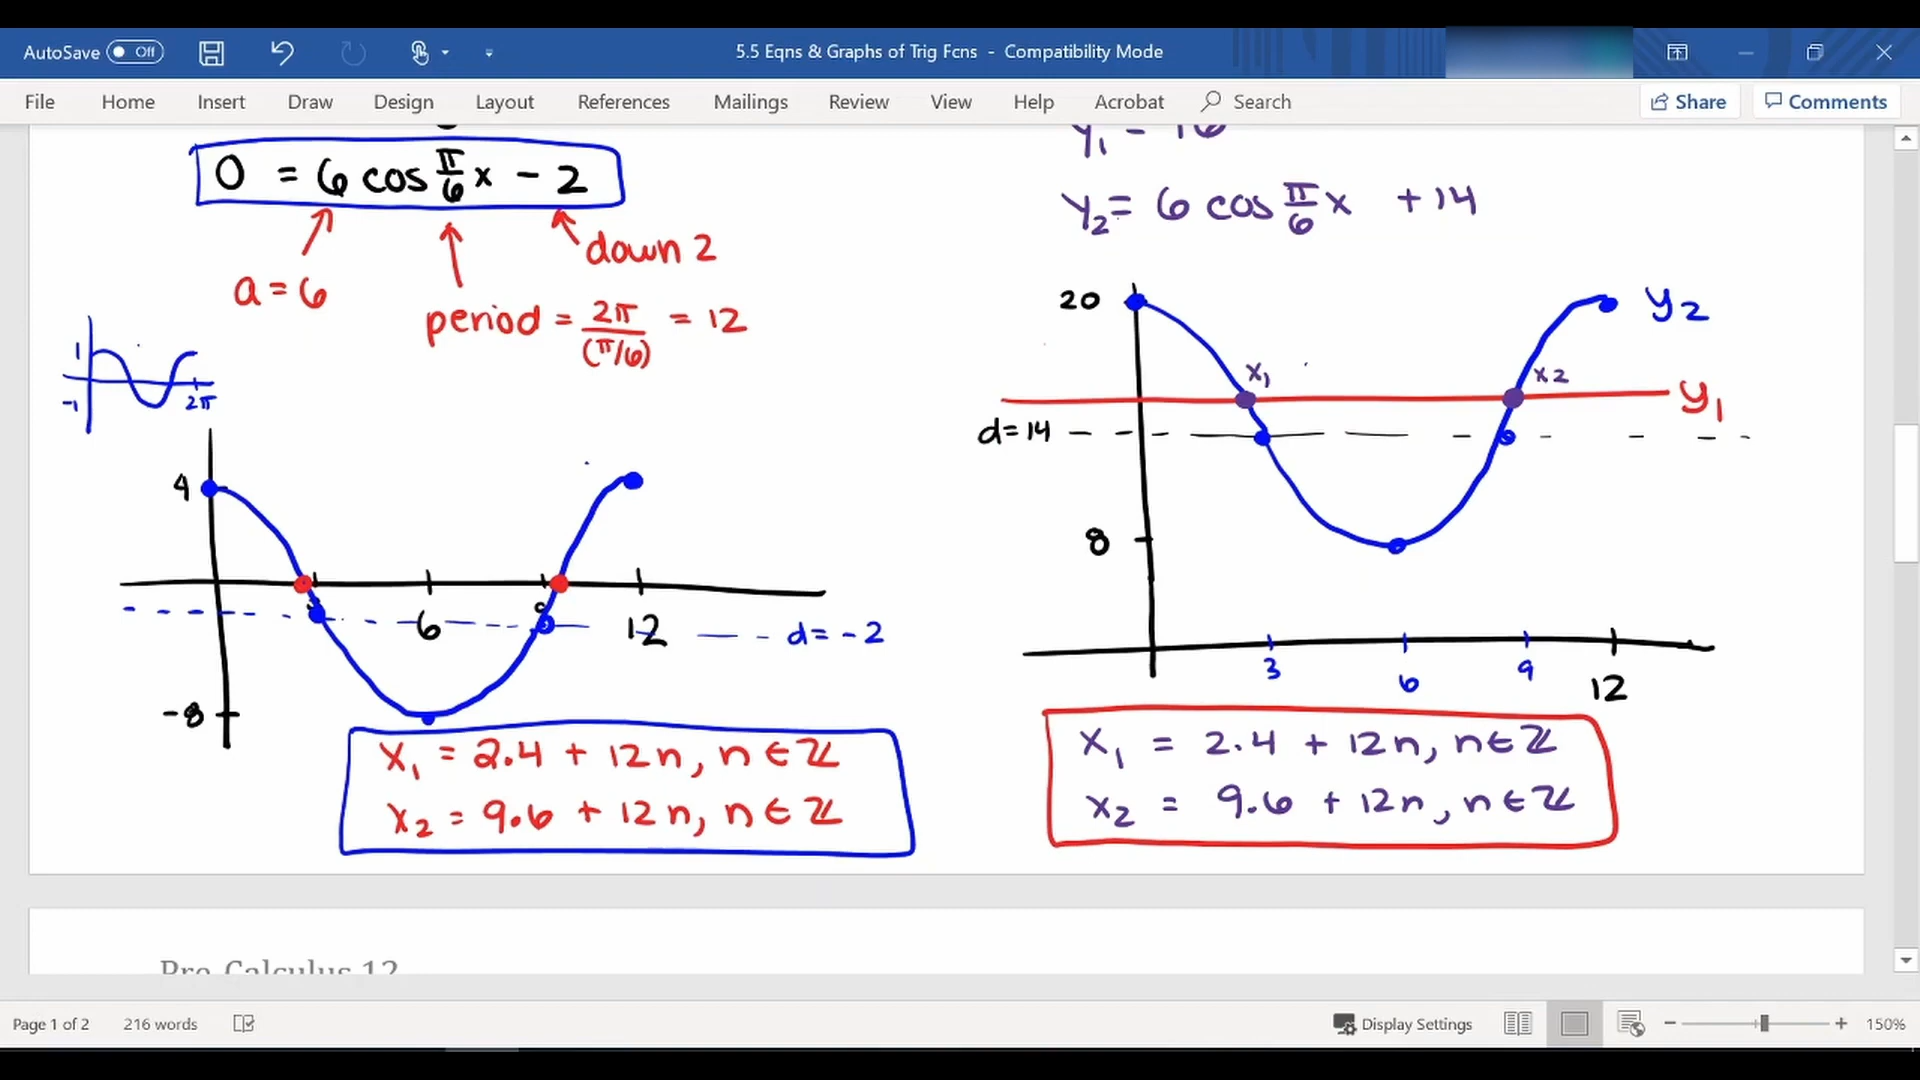 AutoSave Off
5.5 Eqns & Graphs of Trig Fcns - Compatibility Mode
File Home Insert Draw Design Layout References Mailings Review View Help Acrobat Search
Share Comments
0 = 6 cos π/6 x - 2
a = 6
down 2
period = 2π/(π/6) = 12
1
-1
2π
4
6
9
12
d = -2
-8
x₁ = 2.4 + 12n, n ∈ ℤ
x₂ = 9.6 + 12n, n ∈ ℤ
y₁ = 16
y₂ = 6 cos π/6 x + 14
20
y₂
x₁
x₂
y₁
d = 14
8
3
6
9
12
x₁ = 2.4 + 12n, n ∈ ℤ
x₂ = 9.6 + 12n, n ∈ ℤ
Pre-Calculus 12
Page 1 of 2 216 words
Display Settings
150%